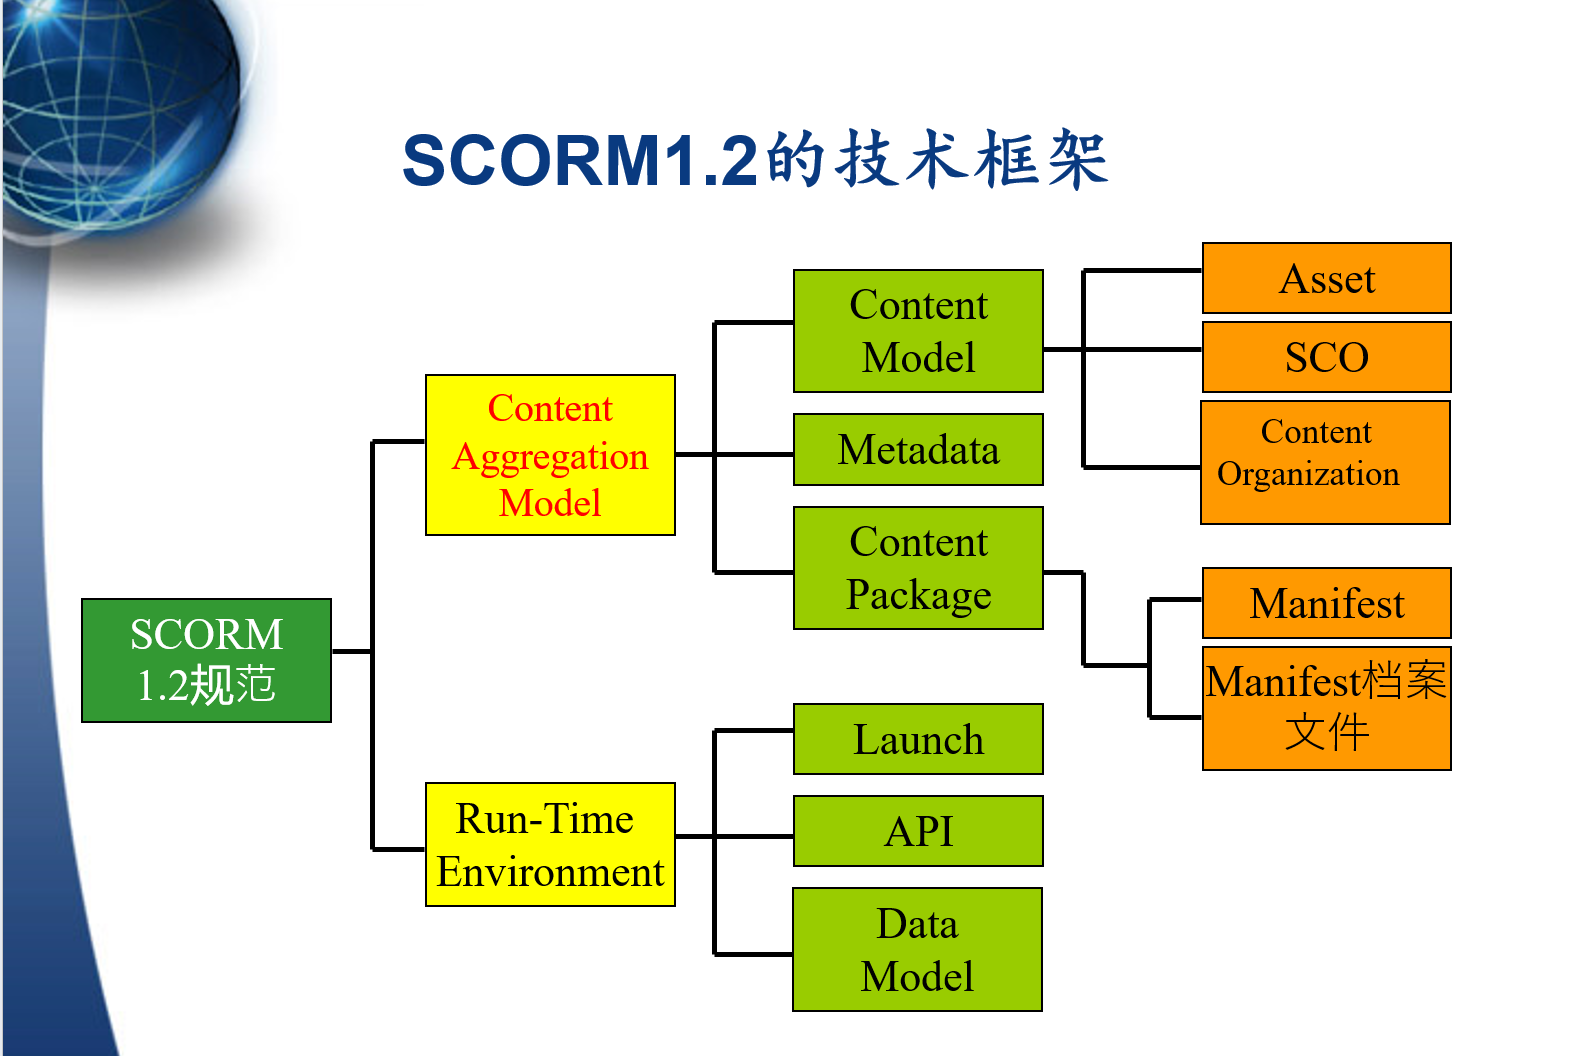 SCORM1.2的技术框架
SCORM
1.2规范
Content
Aggregation
Model
Run-Time
Environment
Content
Model
Metadata
Content
Package
Launch
API
Data
Model
Asset
SCO
Content
Organization
Manifest
Manifest档案
文件